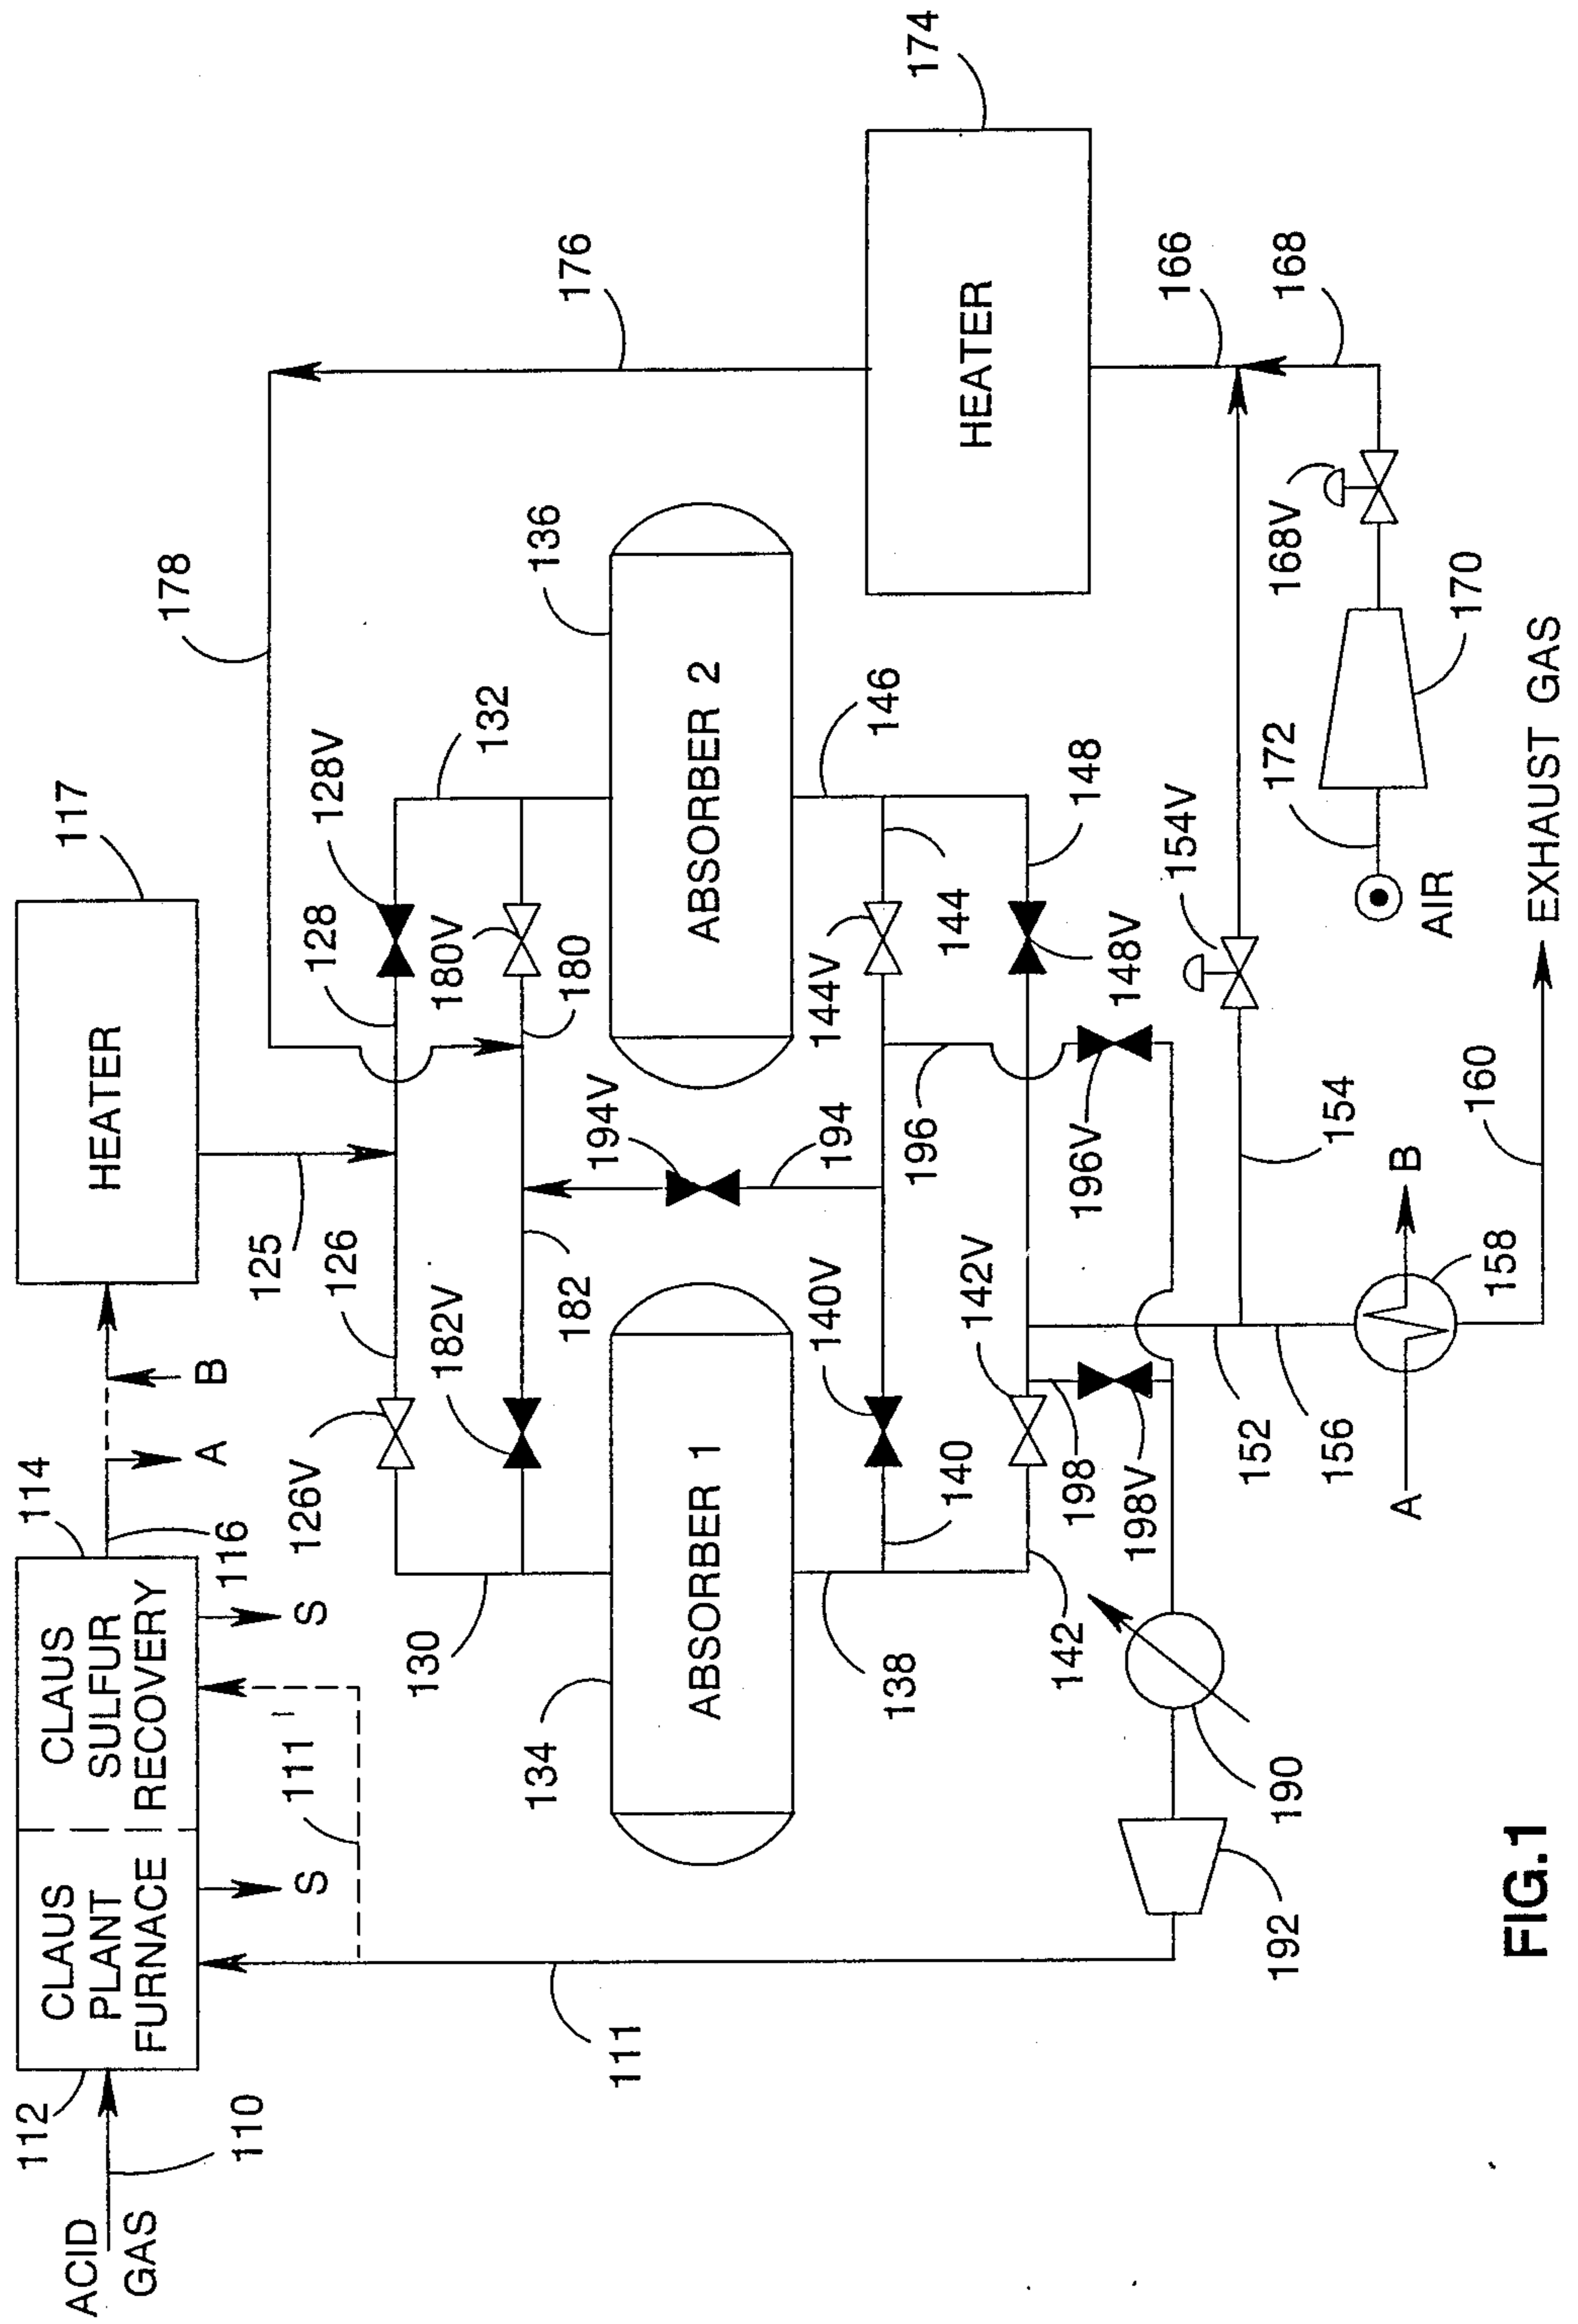 ACID
GAS
110
112
CLAUS
PLANT
FURNACE
CLAUS
SULFUR
RECOVERY
114
116
S
S
A
B
HEATER
117
111
111'
125
126
126V
128
128V
130
132
178
176
180V
180
182V
182
134
ABSORBER 1
ABSORBER 2
136
194V
194
HEATER
174
138
140
140V
144V
144
146
142
142V
148
148V
196
196V
198
198V
166
168
168V
154V
154
152
156
172
AIR
170
190
192
A
B
158
160
EXHAUST GAS
FIG.1